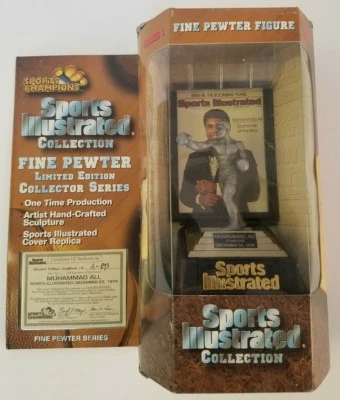 SPORTS
CHAMPIONS
Sports
Illustrated
COLLECTION
FINE PEWTER
LIMITED EDITION
COLLECTOR SERIES
• One Time Production
• Artist Hand-Crafted
Sculpture
• Sports Illustrated
Cover Replica
MUHAMMAD ALI
SPORTS ILLUSTRATED, DECEMBER 23, 1974
FINE PEWTER SERIES
FINE PEWTER FIGURE
Sports Illustrated
MUHAMMAD ALI
Sports
Illustrated
Sports
Illustrated
COLLECTION